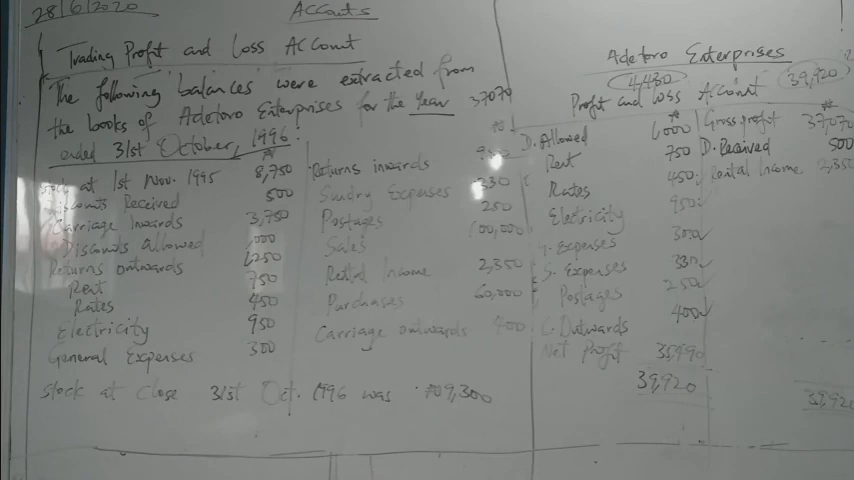 28/6/2020
Accounts
Trading Profit and Loss Account
The following balances were extracted from
the books of Adetoro Enterprises for the Year 37070
ended 31st October, 1996:
₦
Stock at 1st Nov. 1995 8,750
Discounts Received 500
Carriage Inwards 3,750
Discounts allowed 1000
Returns outwards 1250
Rent 750
Rates 450
Electricity 950
General Expenses 300
Returns inwards
Sundry Expenses 330
Postages 250
Sales 100,000
Rental Income 2,350
Purchases 60,000
Carriage outwards 400
Stock at close 31st Oct. 1996 was ₦9,300
Adetoro Enterprises
4,430 39,920
Profit and Loss Account
₦ ₦
D. Allowed 1000 Gross profit 37,070
Rent 750 D. Received 500
Rates 450 Rental Income 2,350
Electricity 950
G. Expenses 300
S. Expenses 330
Postages 250
C. Outwards 400
Net Profit 35,490
39,920 39,920